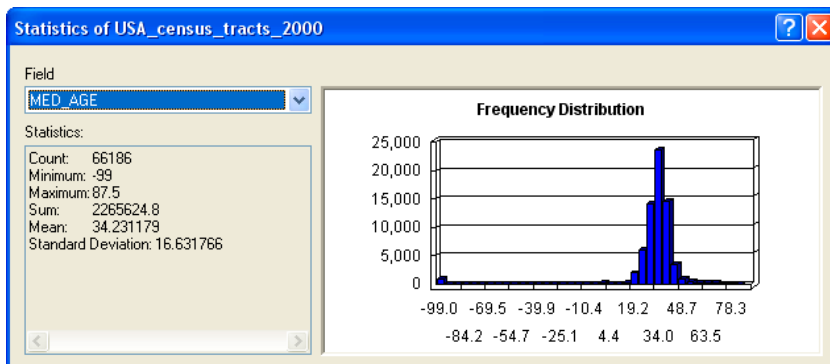 Statistics of USA_census_tracts_2000
Field
MED_AGE
Statistics:
Count: 66186
Minimum: -99
Maximum: 87.5
Sum: 2265624.8
Mean: 34.231179
Standard Deviation: 16.631766
Frequency Distribution
25,000
20,000
15,000
10,000
5,000
0
-99.0 -69.5 -39.9 -10.4 19.2 48.7 78.3
-84.2 -54.7 -25.1 4.4 34.0 63.5